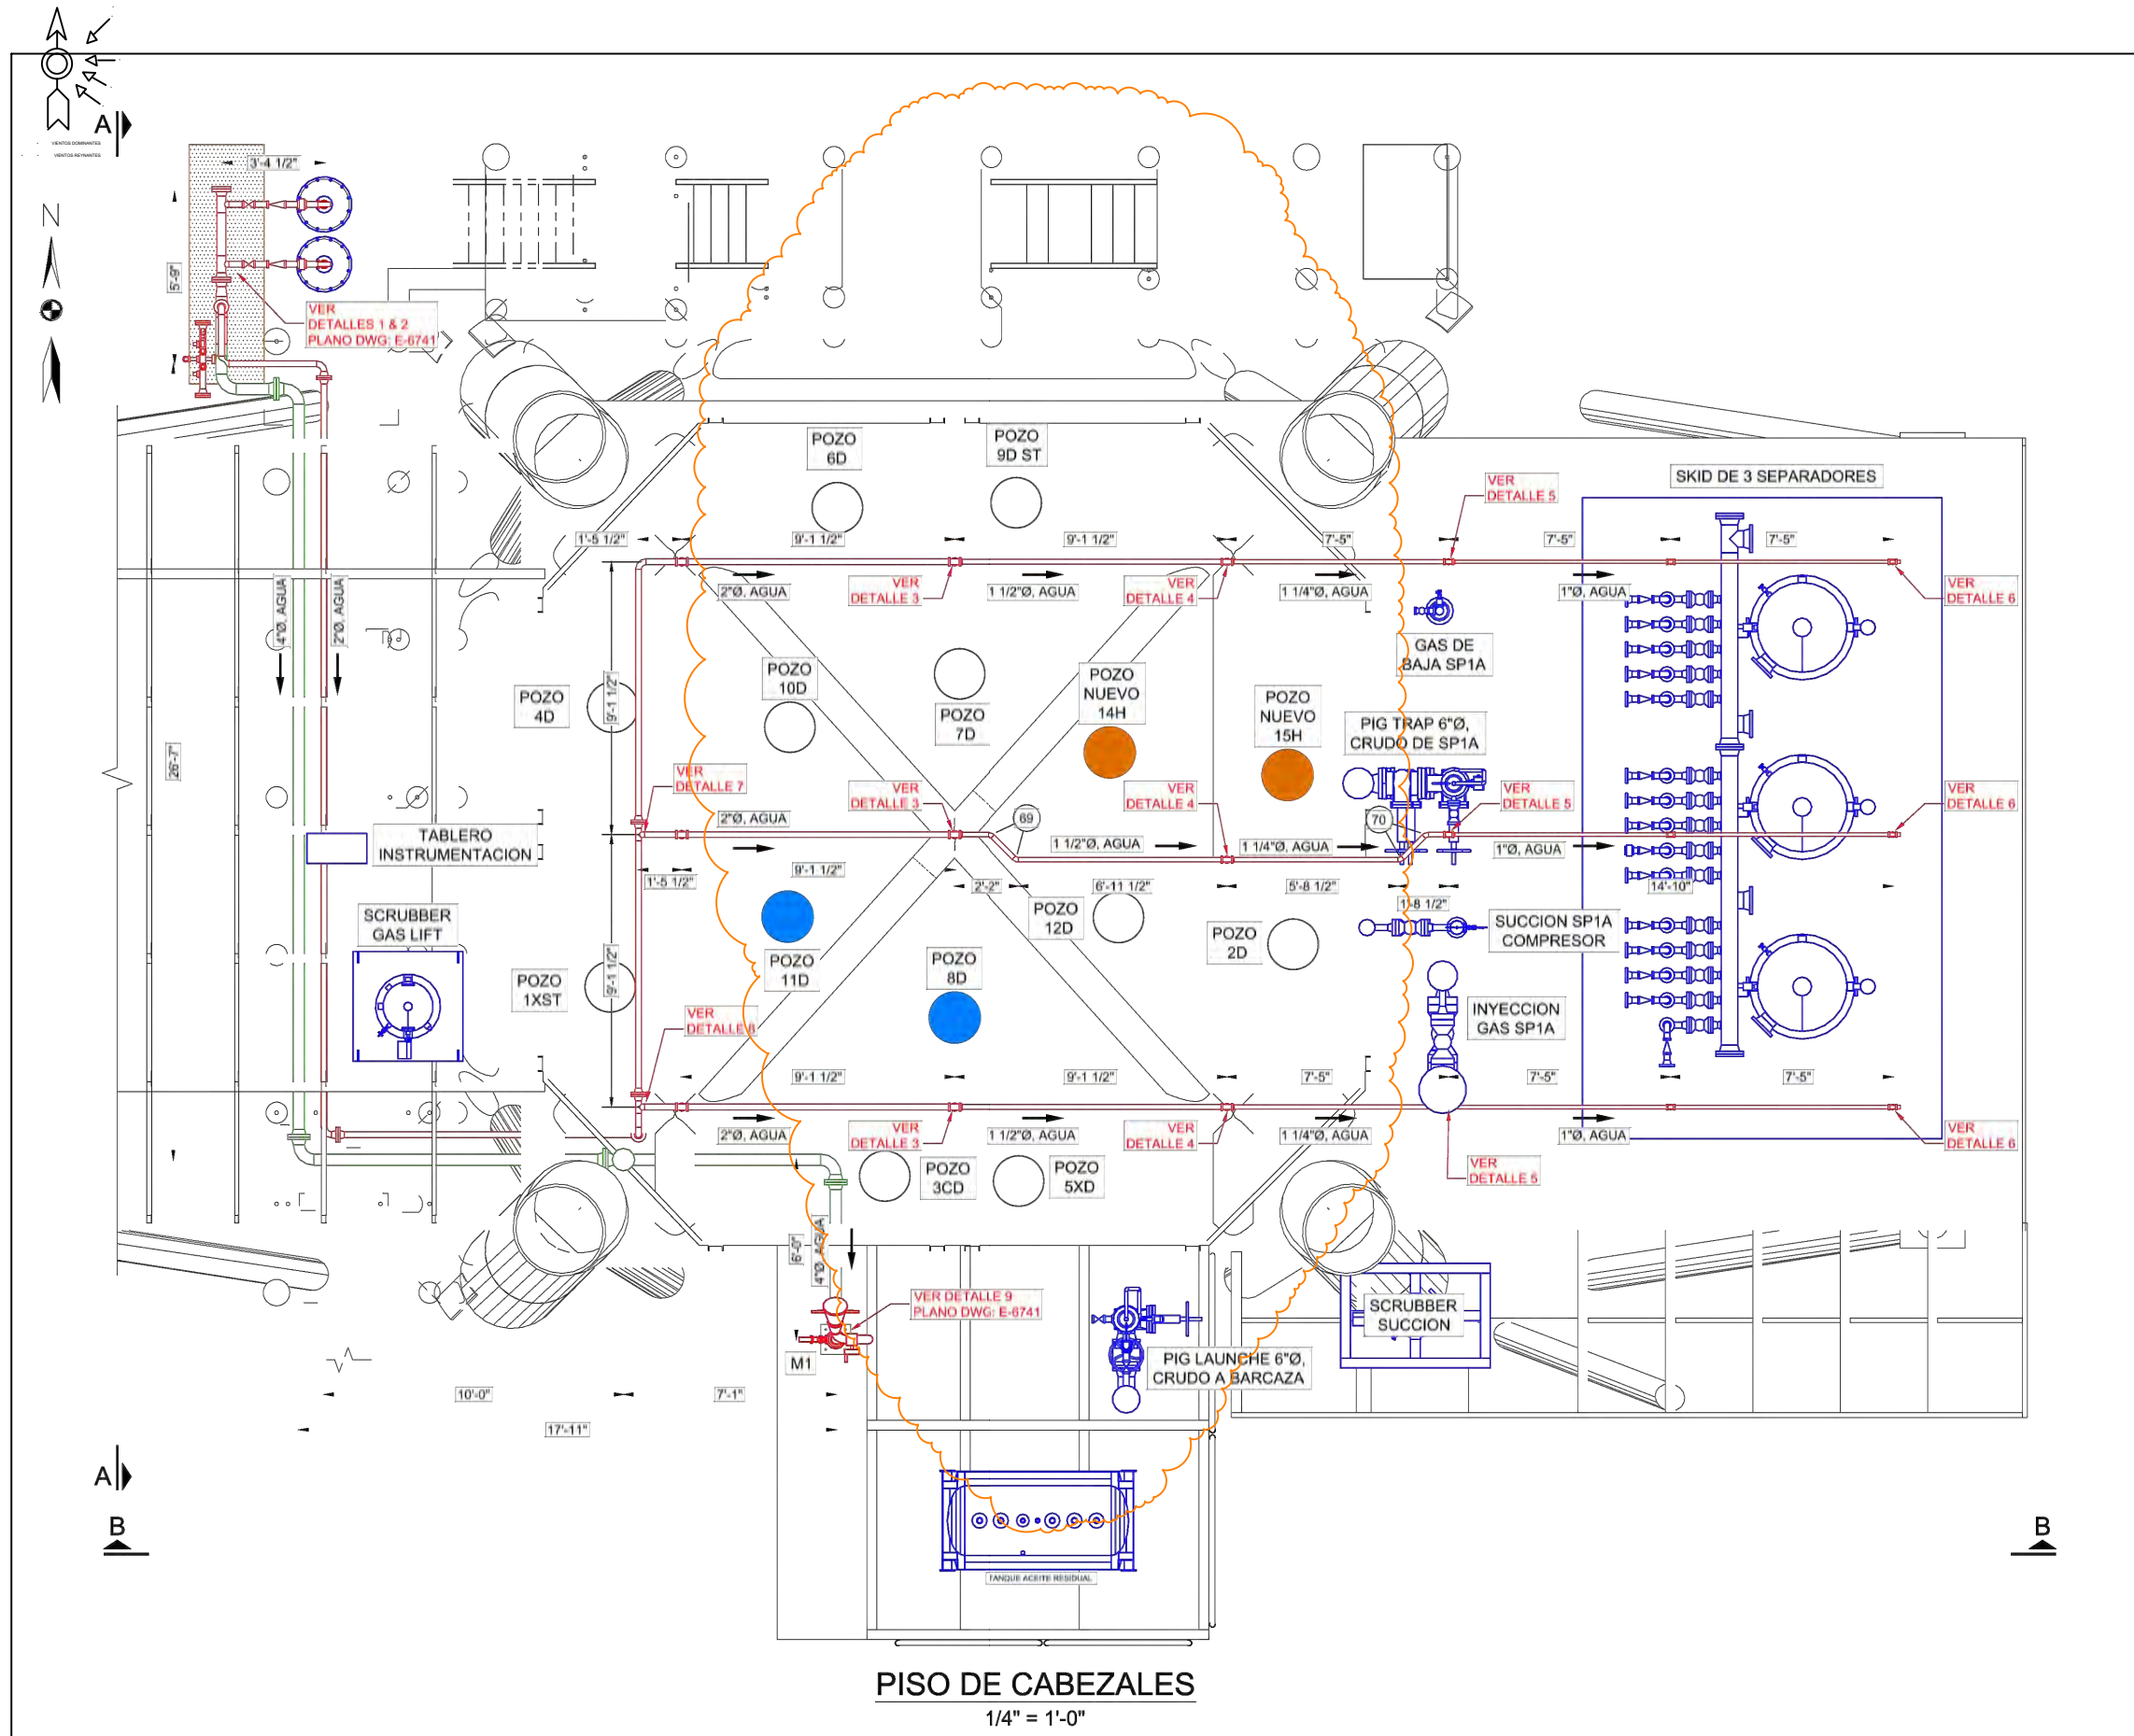 A
VIENTOS DOMINANTES
VIENTOS REYNANTES
3'-4 1/2"
N
5'-9"
VER
DETALLES 1 & 2
PLANO DWG: E-6741
POZO
6D
POZO
9D ST
VER
DETALLE 5
SKID DE 3 SEPARADORES
1'-5 1/2"
9'-1 1/2"
9'-1 1/2"
7'-5"
7'-5"
7'-5"
4"Ø, AGUA
2"Ø, AGUA
2"Ø, AGUA
VER
DETALLE 3
1 1/2"Ø, AGUA
VER
DETALLE 4
1 1/4"Ø, AGUA
1"Ø, AGUA
VER
DETALLE 6
GAS DE
BAJA SP1A
POZO
4D
9'-1 1/2"
POZO
10D
POZO
7D
POZO
NUEVO
14H
POZO
NUEVO
15H
PIG TRAP 6"Ø,
CRUDO DE SP1A
26'-7"
VER
DETALLE 7
VER
DETALLE 3
VER
DETALLE 4
VER
DETALLE 5
VER
DETALLE 6
TABLERO
INSTRUMENTACION
2"Ø, AGUA
69
70
1 1/2"Ø, AGUA
1 1/4"Ø, AGUA
1"Ø, AGUA
1'-5 1/2"
9'-1 1/2"
2'-2"
6'-11 1/2"
5'-8 1/2"
1'-8 1/2"
14'-10"
SCRUBBER
GAS LIFT
POZO
12D
POZO
2D
SUCCION SP1A
COMPRESOR
POZO
1XST
9'-1 1/2"
POZO
11D
POZO
8D
VER
DETALLE 8
INYECCION
GAS SP1A
9'-1 1/2"
9'-1 1/2"
7'-5"
7'-5"
7'-5"
2"Ø, AGUA
VER
DETALLE 3
1 1/2"Ø, AGUA
VER
DETALLE 4
1 1/4"Ø, AGUA
1"Ø, AGUA
VER
DETALLE 6
POZO
3CD
POZO
5XD
VER
DETALLE 5
6'-0"
4"Ø, AGUA
VER DETALLE 9
PLANO DWG: E-6741
M1
SCRUBBER
SUCCION
PIG LAUNCHE 6"Ø,
CRUDO A BARCAZA
10'-0"
7'-1"
17'-11"
A
B
B
TANQUE ACEITE RESIDUAL
PISO DE CABEZALES
1/4" = 1'-0"